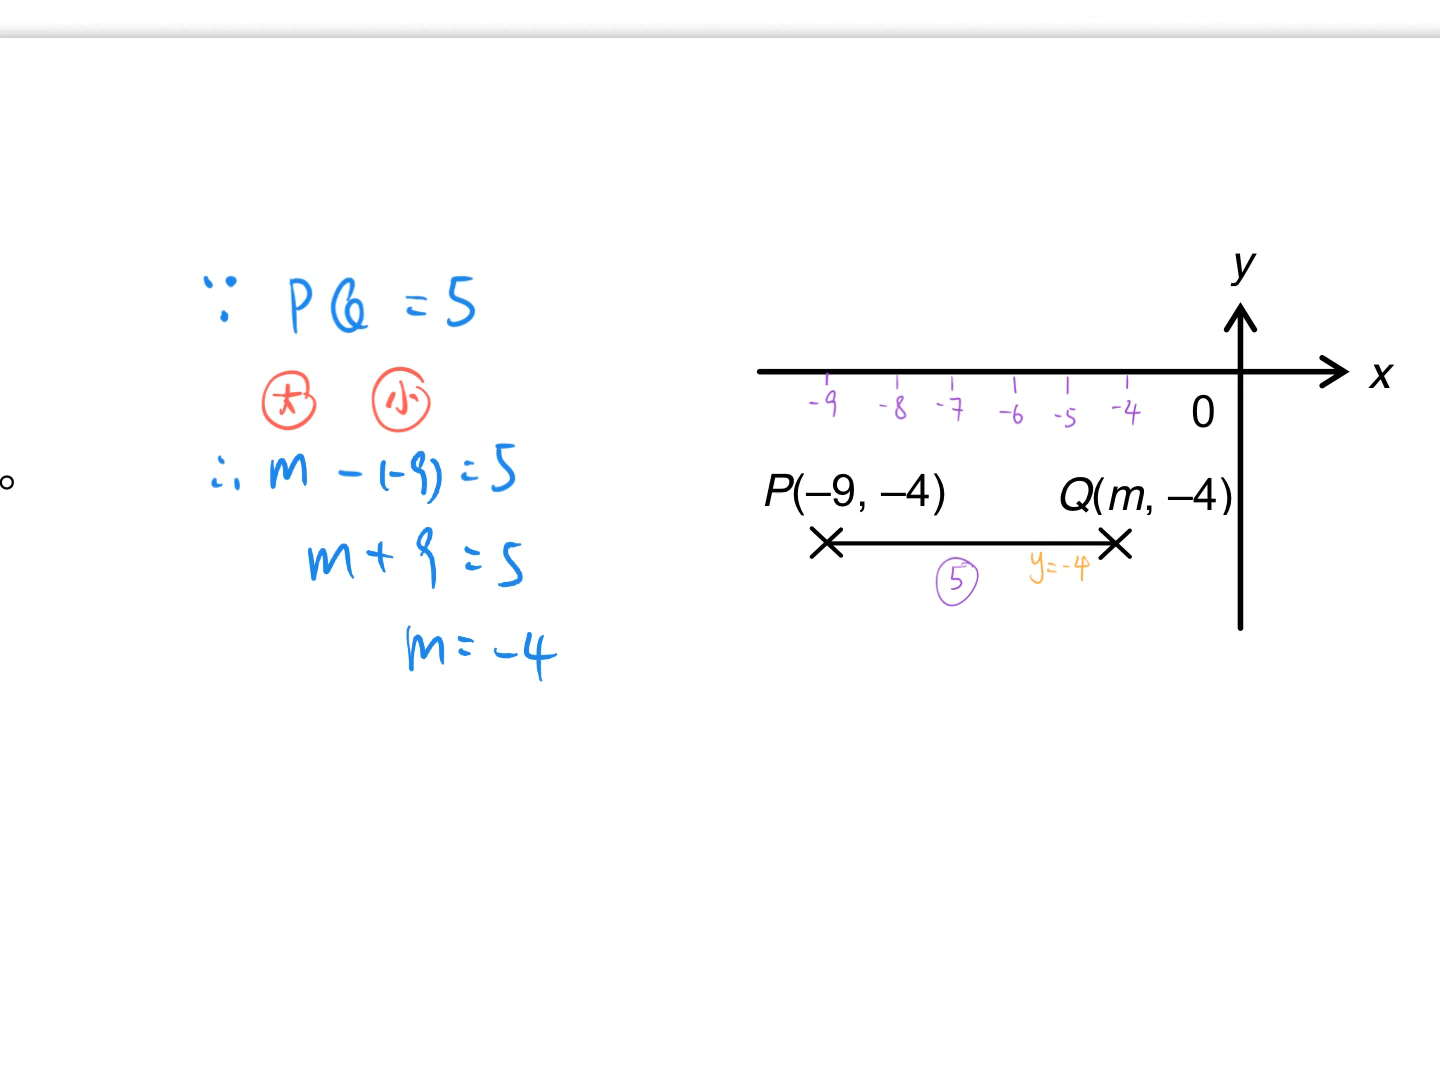 ∵ PQ = 5
大 小
∴ m - (-9) = 5
m + 9 = 5
m = -4
y
x
-9 -8 -7 -6 -5 -4 0
P(–9, –4) Q(m, –4)
5 y=-4
。